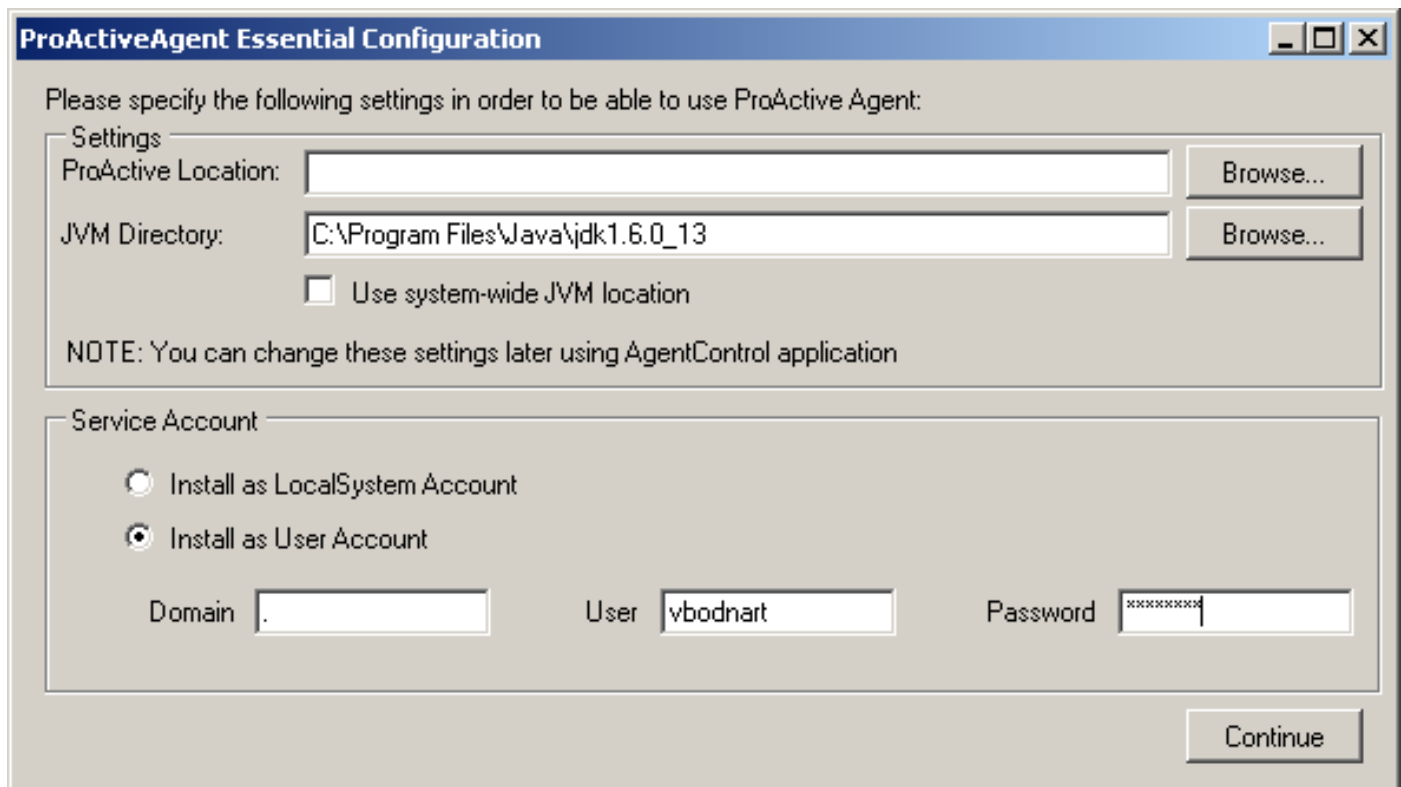 ProActiveAgent Essential Configuration
Please specify the following settings in order to be able to use ProActive Agent:
Settings
ProActive Location: Browse...
JVM Directory: C:\Program Files\Java\jdk1.6.0_13 Browse...
Use system-wide JVM location
NOTE: You can change these settings later using AgentControl application
Service Account
Install as LocalSystem Account
Install as User Account
Domain . User vbodnart Password ********
Continue